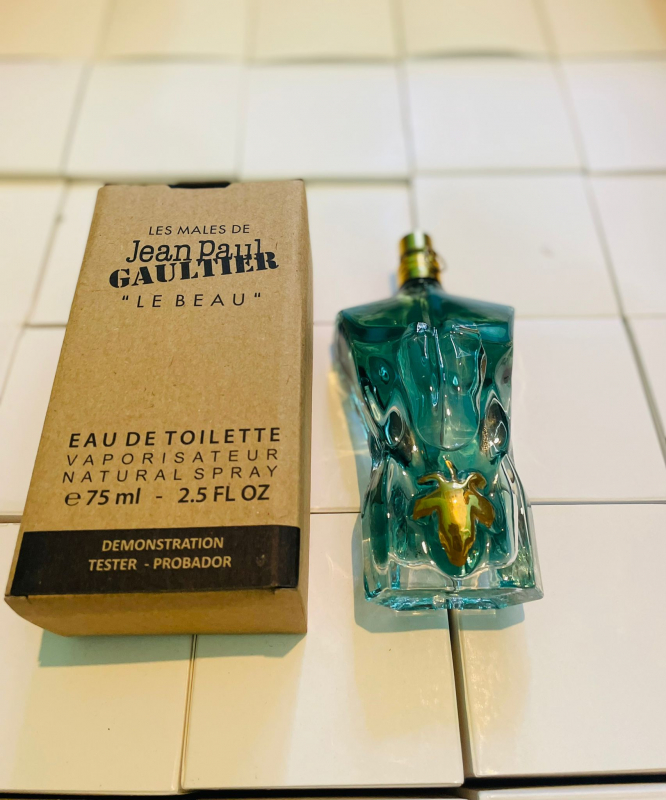 LES MALES DE
Jean Paul
GAULTIER
"LE BEAU"
EAU DE TOILETTE
VAPORISATEUR
NATURAL SPRAY
℮ 75 ml - 2.5 FL OZ
DEMONSTRATION
TESTER - PROBADOR